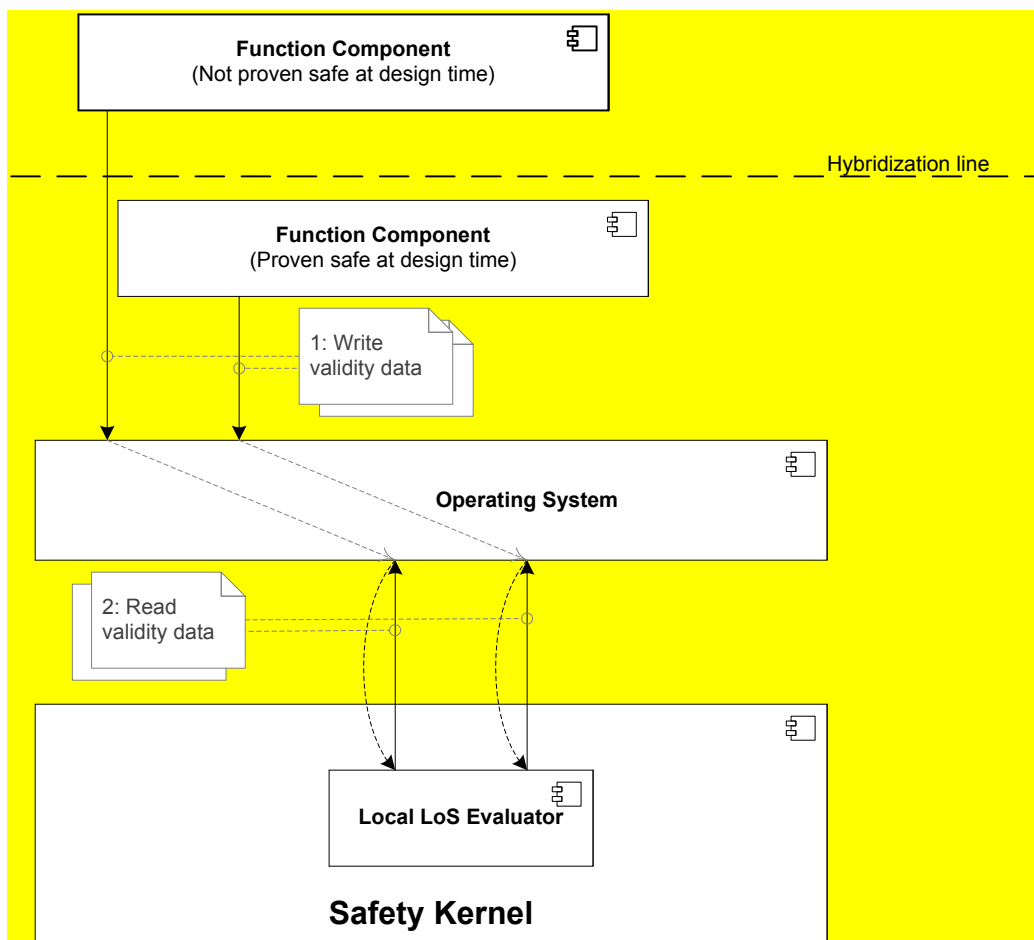 Function Component
(Not proven safe at design time)
Hybridization line
Function Component
(Proven safe at design time)
1: Write
validity data
Operating System
2: Read
validity data
Local LoS Evaluator
Safety Kernel